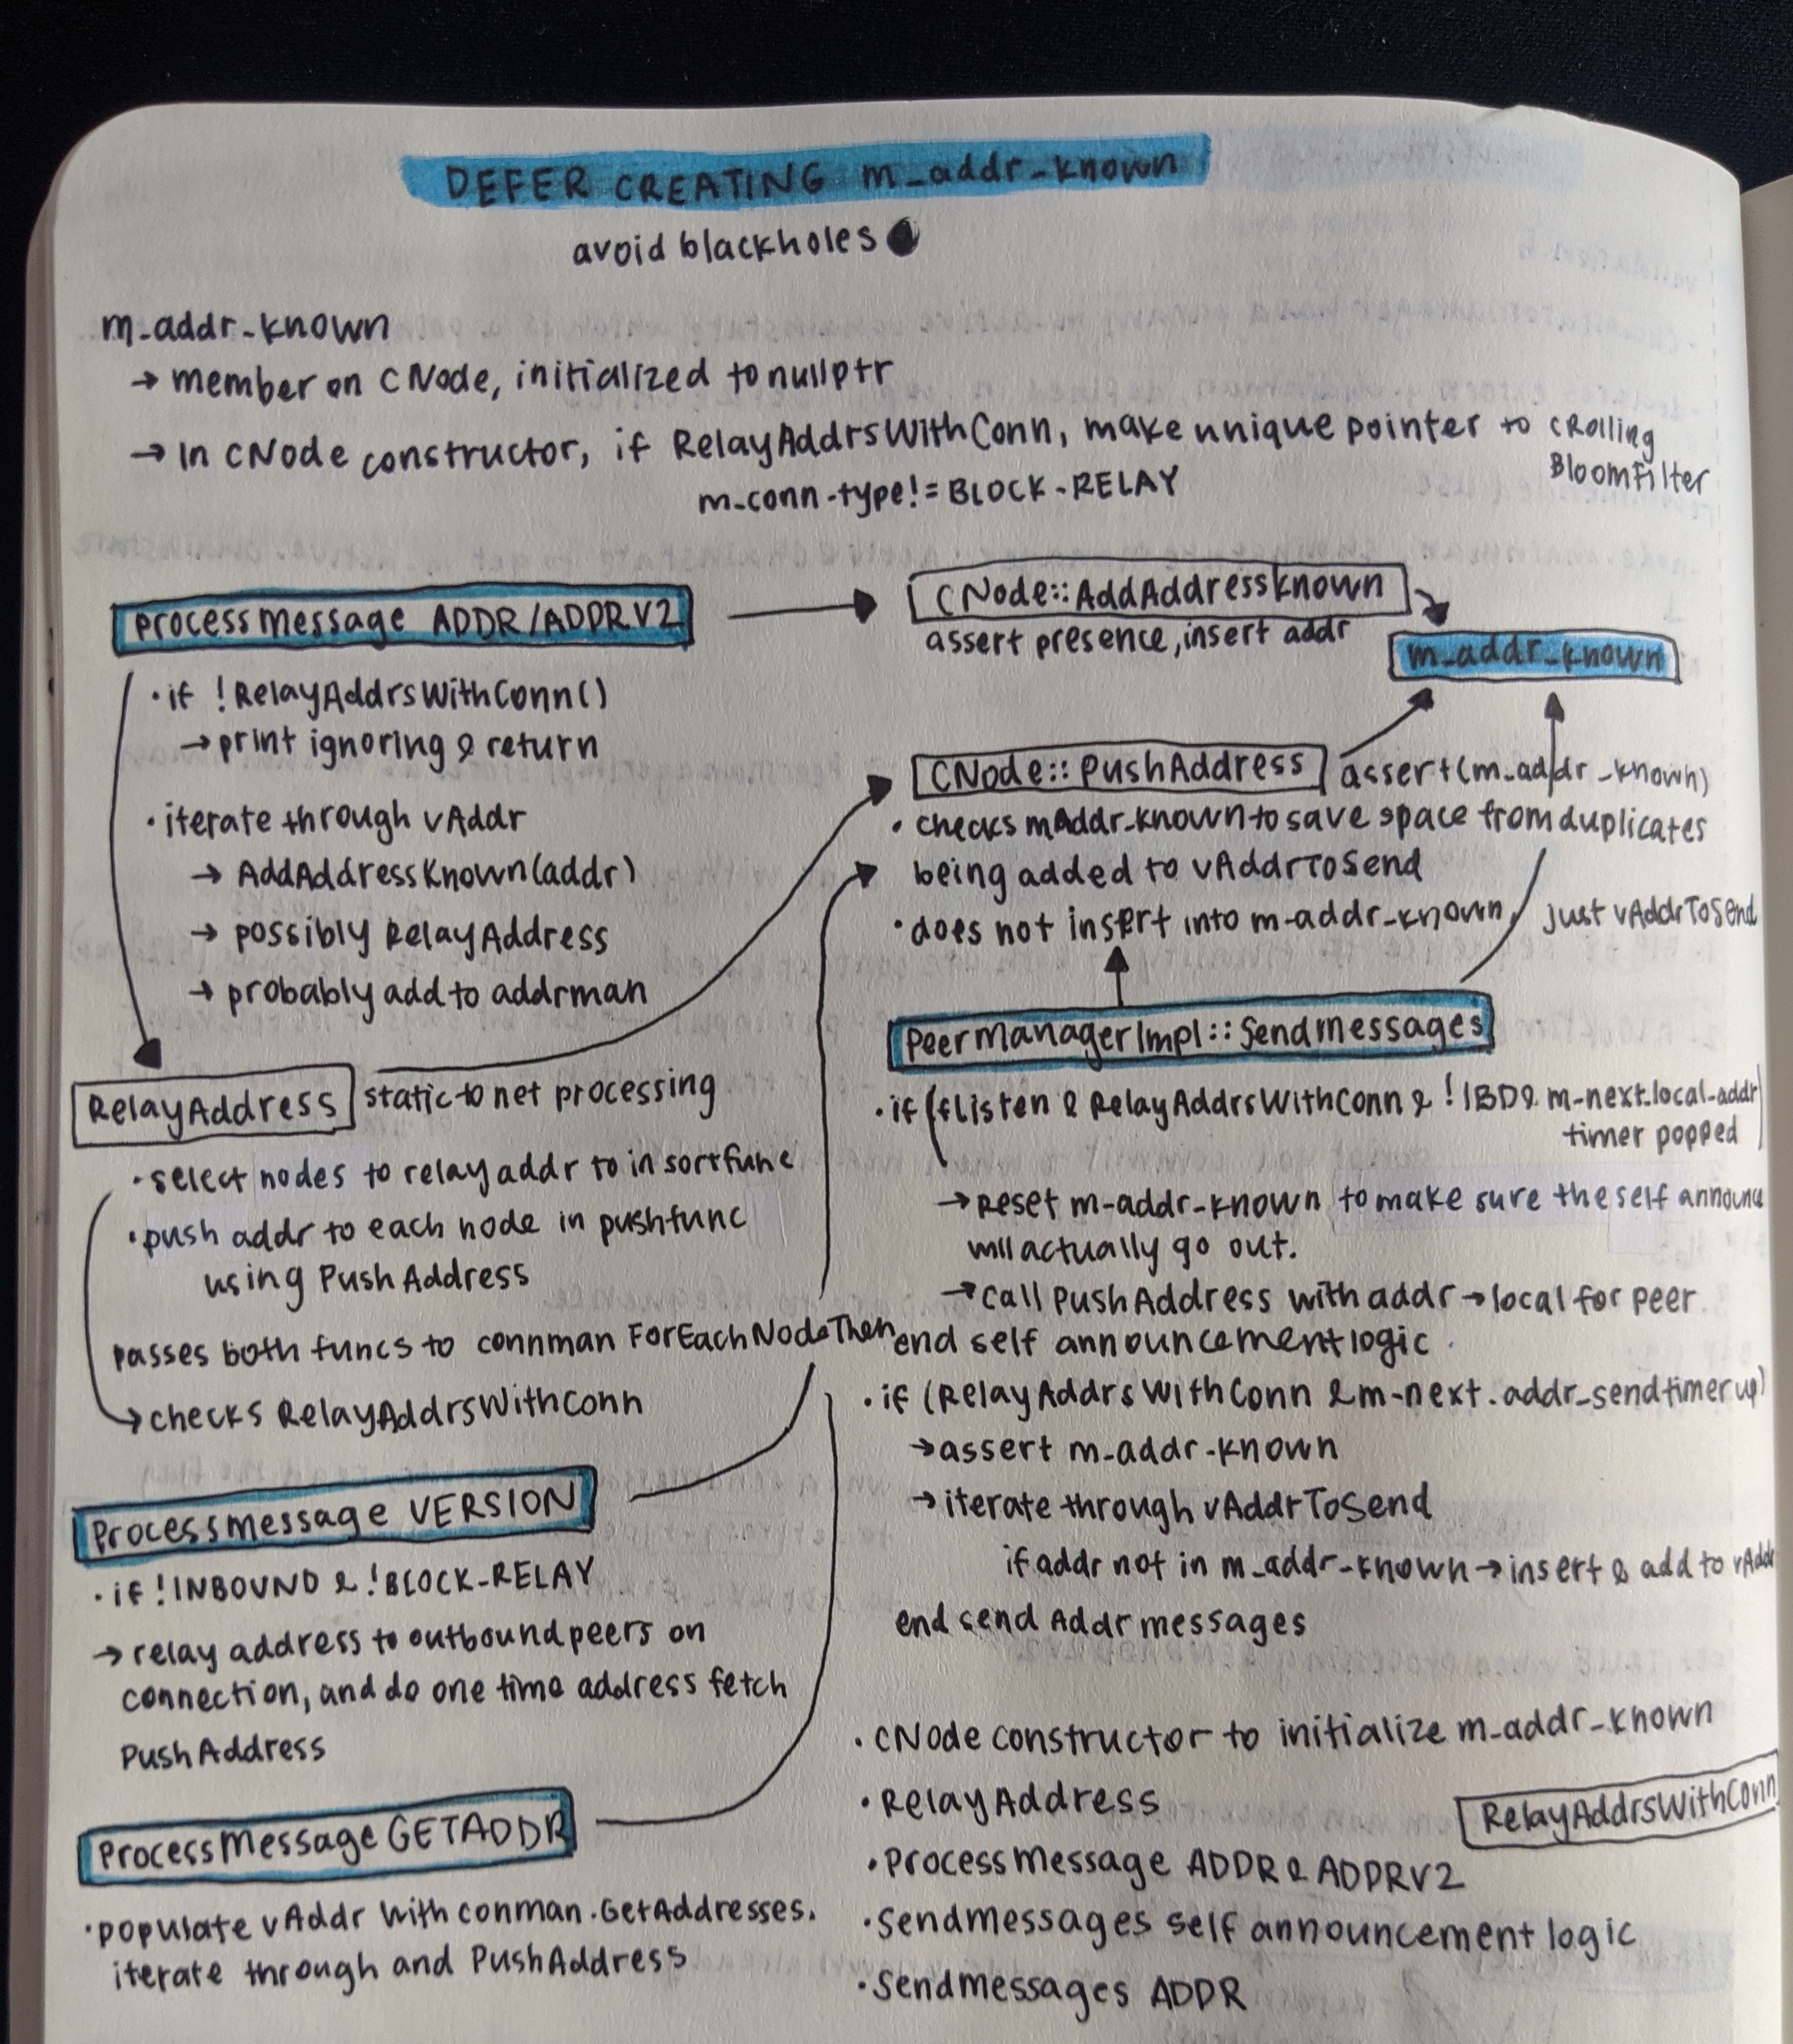 DEFER CREATING m_addr_known
avoid blackholes
m_addr_known
→ member on CNode, initialized to nullptr
→ In CNode constructor, if RelayAddrsWithConn, make unique pointer to CRolling
BloomFilter
m_conn_type != BLOCK-RELAY
ProcessMessage ADDR/ADDRV2
• if !RelayAddrsWithConn()
→ print ignoring & return
• iterate through vAddr
→ AddAddressKnown(addr)
→ possibly RelayAddress
→ probably add to addrman
RelayAddress
static to net processing
• select nodes to relay addr to in sortfunc
• push addr to each node in pushfunc
using PushAddress
passes both funcs to connman ForEachNodeThen
→ checks RelayAddrsWithConn
ProcessMessage VERSION
• if !INBOUND & !BLOCK-RELAY
→ relay address to outbound peers on
connection, and do one time address fetch
PushAddress
ProcessMessage GETADDR
• populate vAddr with conman.GetAddresses.
iterate through and PushAddress
CNode::AddAddressKnown
assert presence, insert addr
m_addr_known
CNode::PushAddress
assert(m_addr_known)
• checks m_addr_known to save space from duplicates
being added to vAddrToSend
• does not insert into m_addr_known, just vAddrToSend
PeerManagerImpl::SendMessages
• if (fListen & RelayAddrsWithConn & !IBD & m_next.local_addr
timer popped)
→ Reset m_addr_known to make sure the self announce
will actually go out.
→ call PushAddress with addr → local for peer
end self announcement logic.
• if (RelayAddrsWithConn & m_next.addr_send timer up)
→ assert m_addr_known
→ iterate through vAddrToSend
if addr not in m_addr_known → insert & add to vAddr
end send Addr messages
• CNode constructor to initialize m_addr_known
• RelayAddress
• ProcessMessage ADDR & ADDRV2
• Sendmessages self announcement logic
• Sendmessages ADDR
RelayAddrsWithConn